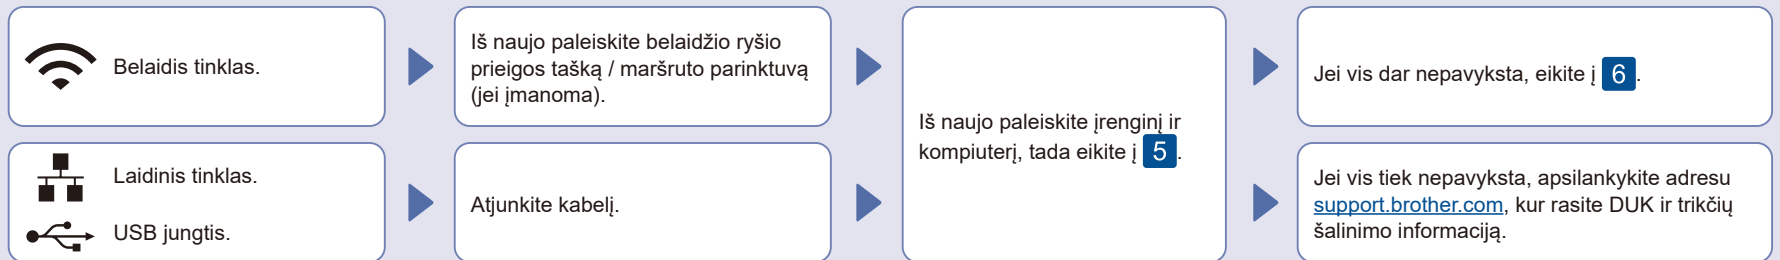 Belaidis tinklas.
Iš naujo paleiskite belaidžio ryšio
prieigos tašką / maršruto parinktuvą
(jei įmanoma).
Laidinis tinklas.
USB jungtis.
Atjunkite kabelį.
Iš naujo paleiskite įrenginį ir
kompiuterį, tada eikite į 5.
Jei vis dar nepavyksta, eikite į 6.
Jei vis tiek nepavyksta, apsilankykite adresu
support.brother.com, kur rasite DUK ir trikčių
šalinimo informaciją.